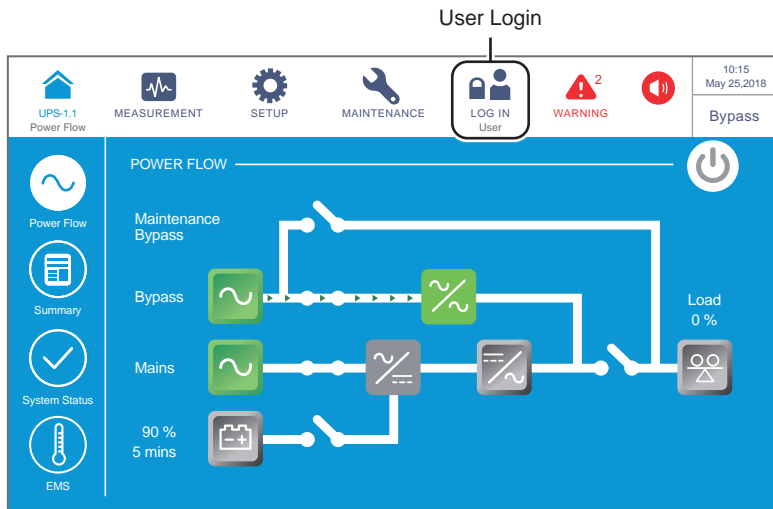 User Login
UPS-1.1
Power Flow
MEASUREMENT
SETUP
MAINTENANCE
LOG IN
User
2
WARNING
10:15
May 25,2018
Bypass
POWER FLOW
Power Flow
Summary
System Status
EMS
Maintenance
Bypass
Bypass
Mains
90 %
5 mins
Load
0 %